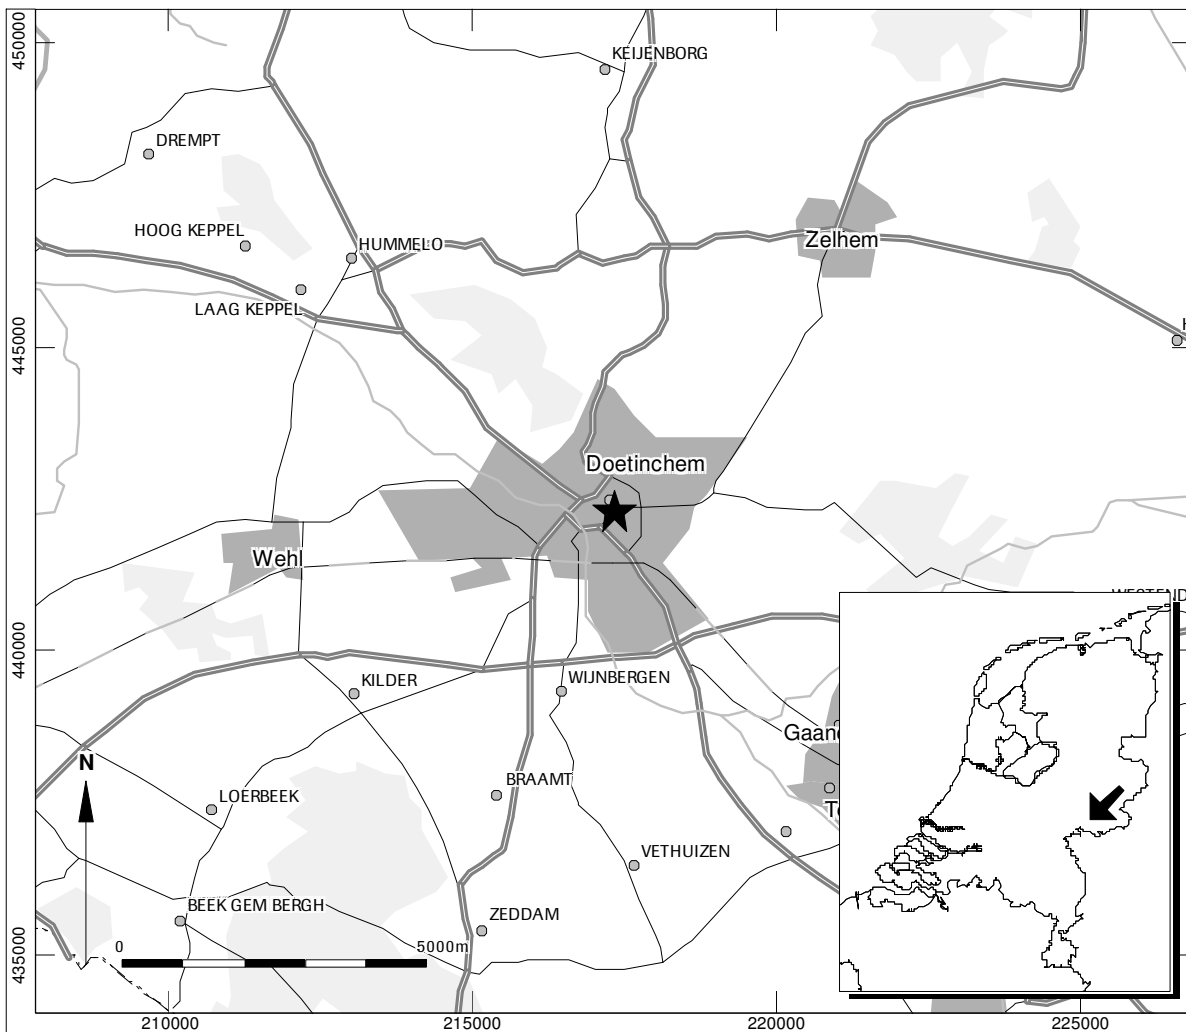 450000
KEIJENBORG
DREMPT
HOOG KEPPEL
HUMMELO
Zelhem
LAAG KEPPEL
H
445000
Doetinchem
Wehl
440000
KILDER
WIJNBERGEN
Gaan
N
LOERBEEK
BRAAMT
VETHUIZEN
BEEK GEM BERGH
ZEDDAM
0 5000m
435000
210000 215000 220000 225000